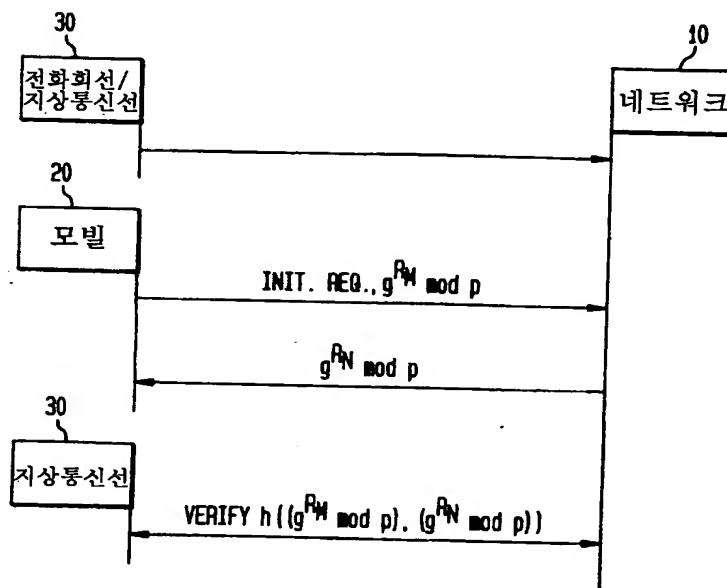 30
10
전화회선/
지상통신선
네트워크
20
모빌
INIT. REQ., g^RM mod p
g^RN mod p
30
지상통신선
VERIFY h((g^RM mod p), (g^RN mod p))